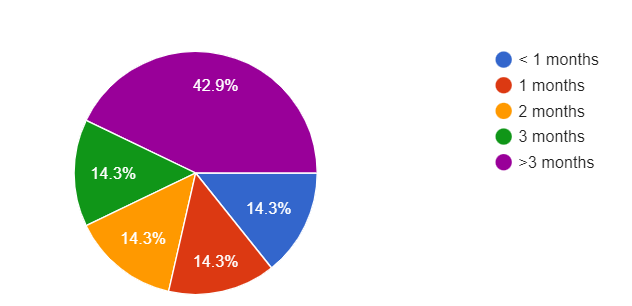 42.9%
14.3%
14.3%
14.3%
14.3%
< 1 months
1 months
2 months
3 months
>3 months